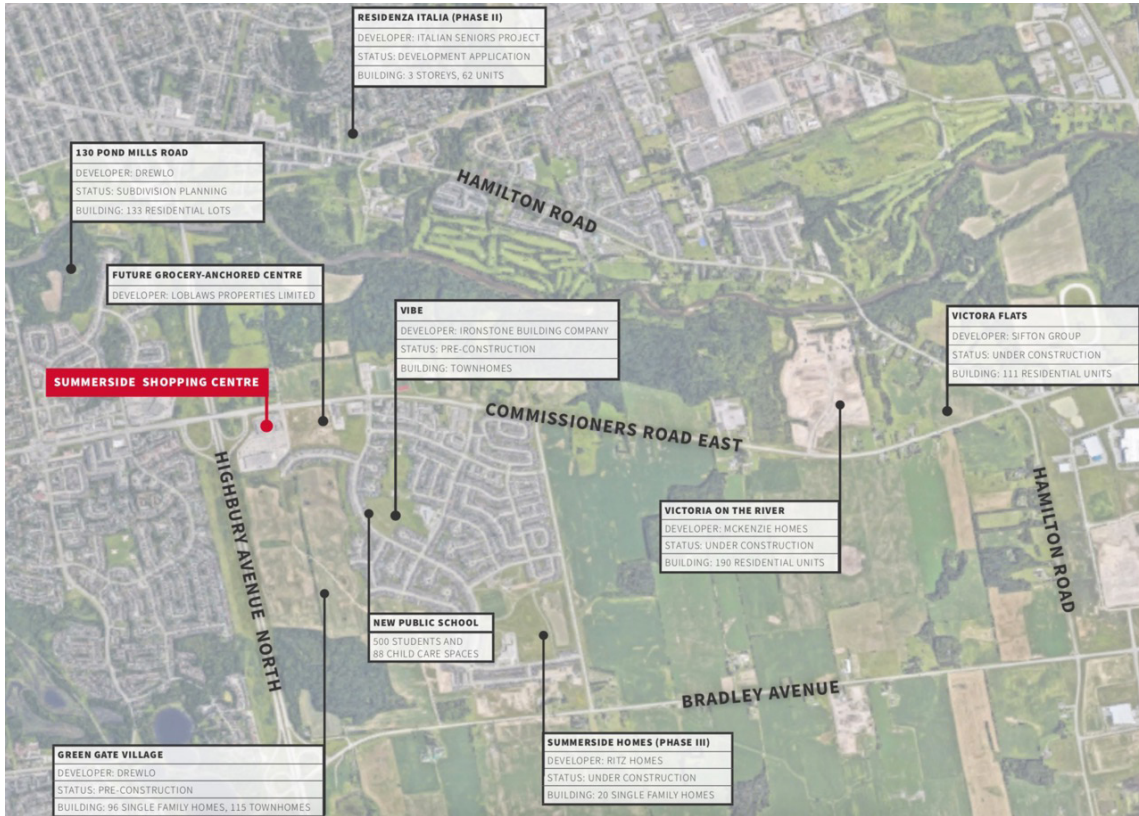 RESIDENZA ITALIA (PHASE II)
DEVELOPER: ITALIAN SENIORS PROJECT
STATUS: DEVELOPMENT APPLICATION
BUILDING: 3 STOREYS, 62 UNITS
130 POND MILLS ROAD
DEVELOPER: DREWLO
STATUS: SUBDIVISION PLANNING
BUILDING: 133 RESIDENTIAL LOTS
HAMILTON ROAD
FUTURE GROCERY-ANCHORED CENTRE
DEVELOPER: LOBLAWS PROPERTIES LIMITED
VIBE
DEVELOPER: IRONSTONE BUILDING COMPANY
STATUS: PRE-CONSTRUCTION
BUILDING: TOWNHOMES
VICTORA FLATS
DEVELOPER: SIFTON GROUP
STATUS: UNDER CONSTRUCTION
BUILDING: 111 RESIDENTIAL UNITS
SUMMERSIDE SHOPPING CENTRE
COMMISSIONERS ROAD EAST
HIGHBURY AVENUE NORTH
HAMILTON ROAD
VICTORIA ON THE RIVER
DEVELOPER: MCKENZIE HOMES
STATUS: UNDER CONSTRUCTION
BUILDING: 190 RESIDENTIAL UNITS
NEW PUBLIC SCHOOL
500 STUDENTS AND
88 CHILD CARE SPACES
BRADLEY AVENUE
SUMMERSIDE HOMES (PHASE III)
DEVELOPER: RITZ HOMES
STATUS: UNDER CONSTRUCTION
BUILDING: 20 SINGLE FAMILY HOMES
GREEN GATE VILLAGE
DEVELOPER: DREWLO
STATUS: PRE-CONSTRUCTION
BUILDING: 96 SINGLE FAMILY HOMES, 115 TOWNHOMES